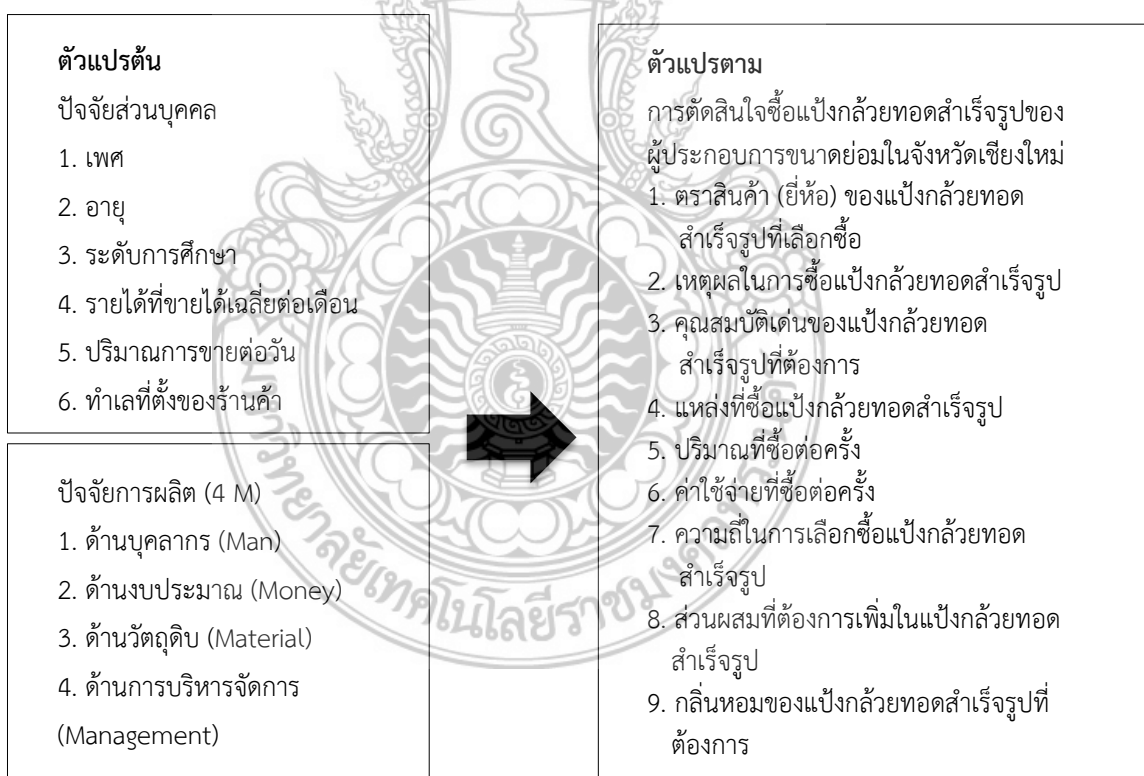 ตัวแปรต้น
ปัจจัยส่วนบุคคล
1. เพศ
2. อายุ
3. ระดับการศึกษา
4. รายได้ที่ขายได้เฉลี่ยต่อเดือน
5. ปริมาณการขายต่อวัน
6. ทำเลที่ตั้งของร้านค้า
ปัจจัยการผลิต (4 M)
1. ด้านบุคลากร (Man)
2. ด้านงบประมาณ (Money)
3. ด้านวัตถุดิบ (Material)
4. ด้านการบริหารจัดการ
(Management)
ตัวแปรตาม
การตัดสินใจซื้อแป้งกล้วยทอดสำเร็จรูปของ
ผู้ประกอบการขนาดย่อมในจังหวัดเชียงใหม่
1. ตราสินค้า (ยี่ห้อ) ของแป้งกล้วยทอด
สำเร็จรูปที่เลือกซื้อ
2. เหตุผลในการซื้อแป้งกล้วยทอดสำเร็จรูป
3. คุณสมบัติเด่นของแป้งกล้วยทอด
สำเร็จรูปที่ต้องการ
4. แหล่งที่ซื้อแป้งกล้วยทอดสำเร็จรูป
5. ปริมาณที่ซื้อต่อครั้ง
6. ค่าใช้จ่ายที่ซื้อต่อครั้ง
7. ความถี่ในการเลือกซื้อแป้งกล้วยทอด
สำเร็จรูป
8. ส่วนผสมที่ต้องการเพิ่มในแป้งกล้วยทอด
สำเร็จรูป
9. กลิ่นหอมของแป้งกล้วยทอดสำเร็จรูปที่
ต้องการ